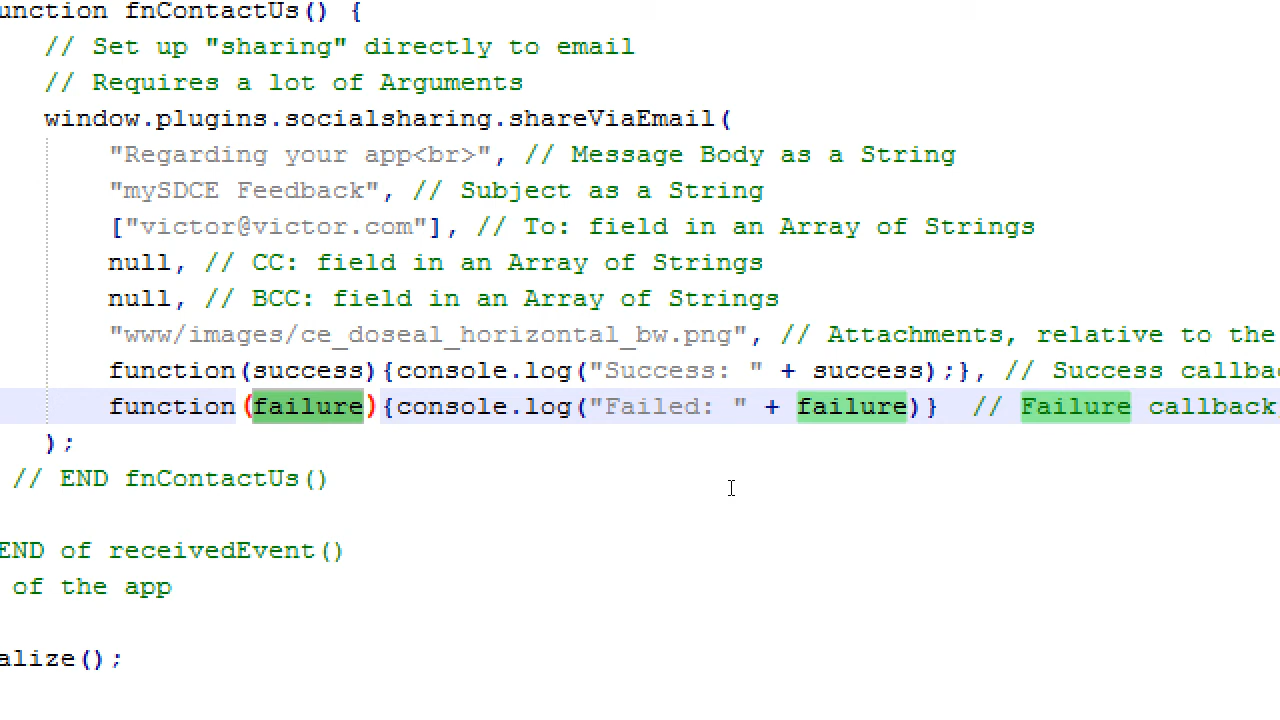 unction fnContactUs() {
// Set up "sharing" directly to email
// Requires a lot of Arguments
window.plugins.socialsharing.shareViaEmail(
"Regarding your app<br>", // Message Body as a String
"mySDCE Feedback", // Subject as a String
["victor@victor.com"], // To: field in an Array of Strings
null, // CC: field in an Array of Strings
null, // BCC: field in an Array of Strings
"www/images/ce_doseal_horizontal_bw.png", // Attachments, relative to the
function(success){console.log("Success: " + success);}, // Success callba
function(failure){console.log("Failed: " + failure)} // Failure callback
);
// END fnContactUs()
END of receivedEvent()
of the app
alize();